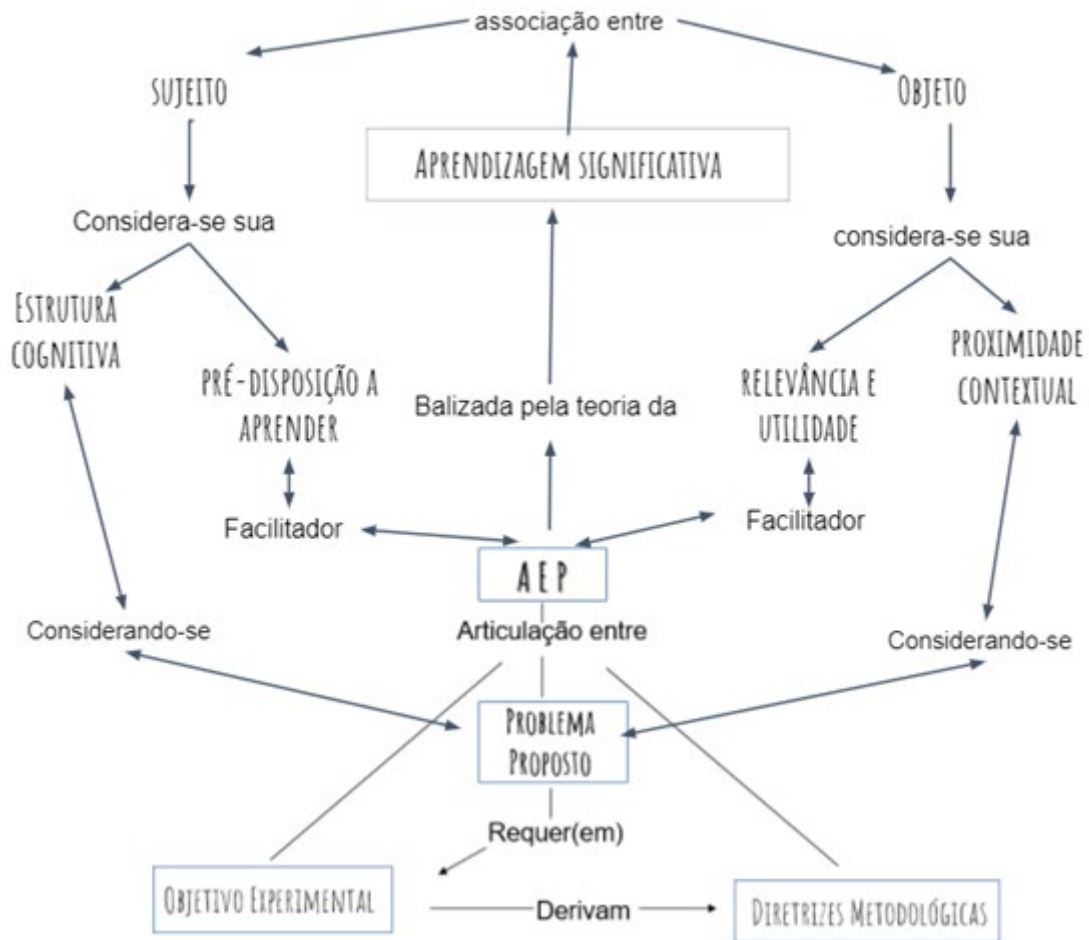 associação entre
SUJEITO
OBJETO
APRENDIZAGEM SIGNIFICATIVA
Considera-se sua
considera-se sua
ESTRUTURA
COGNITIVA
PROXIMIDADE
CONTEXTUAL
PRÉ-DISPOSIÇÃO A
APRENDER
Balizada pela teoria da
RELEVÂNCIA E
UTILIDADE
Facilitador
Facilitador
A E P
Considerando-se
Articulação entre
Considerando-se
PROBLEMA
PROPOSTO
Requer(em)
OBJETIVO EXPERIMENTAL
Derivam
DIRETRIZES METODOLÓGICAS